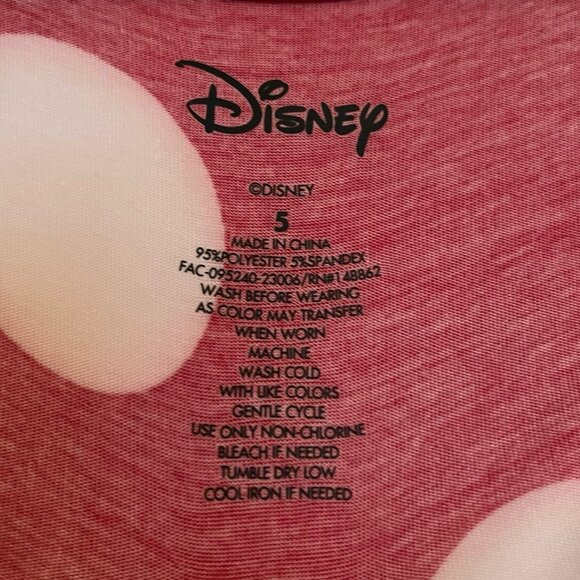 Disney
©DISNEY
5
MADE IN CHINA
95%POLYESTER 5%SPANDEX
FAC-095240-23006/RN#148862
WASH BEFORE WEARING
AS COLOR MAY TRANSFER
WHEN WORN
MACHINE
WASH COLD
WITH LIKE COLORS
GENTLE CYCLE
USE ONLY NON-CHLORINE
BLEACH IF NEEDED
TUMBLE DRY LOW
COOL IRON IF NEEDED